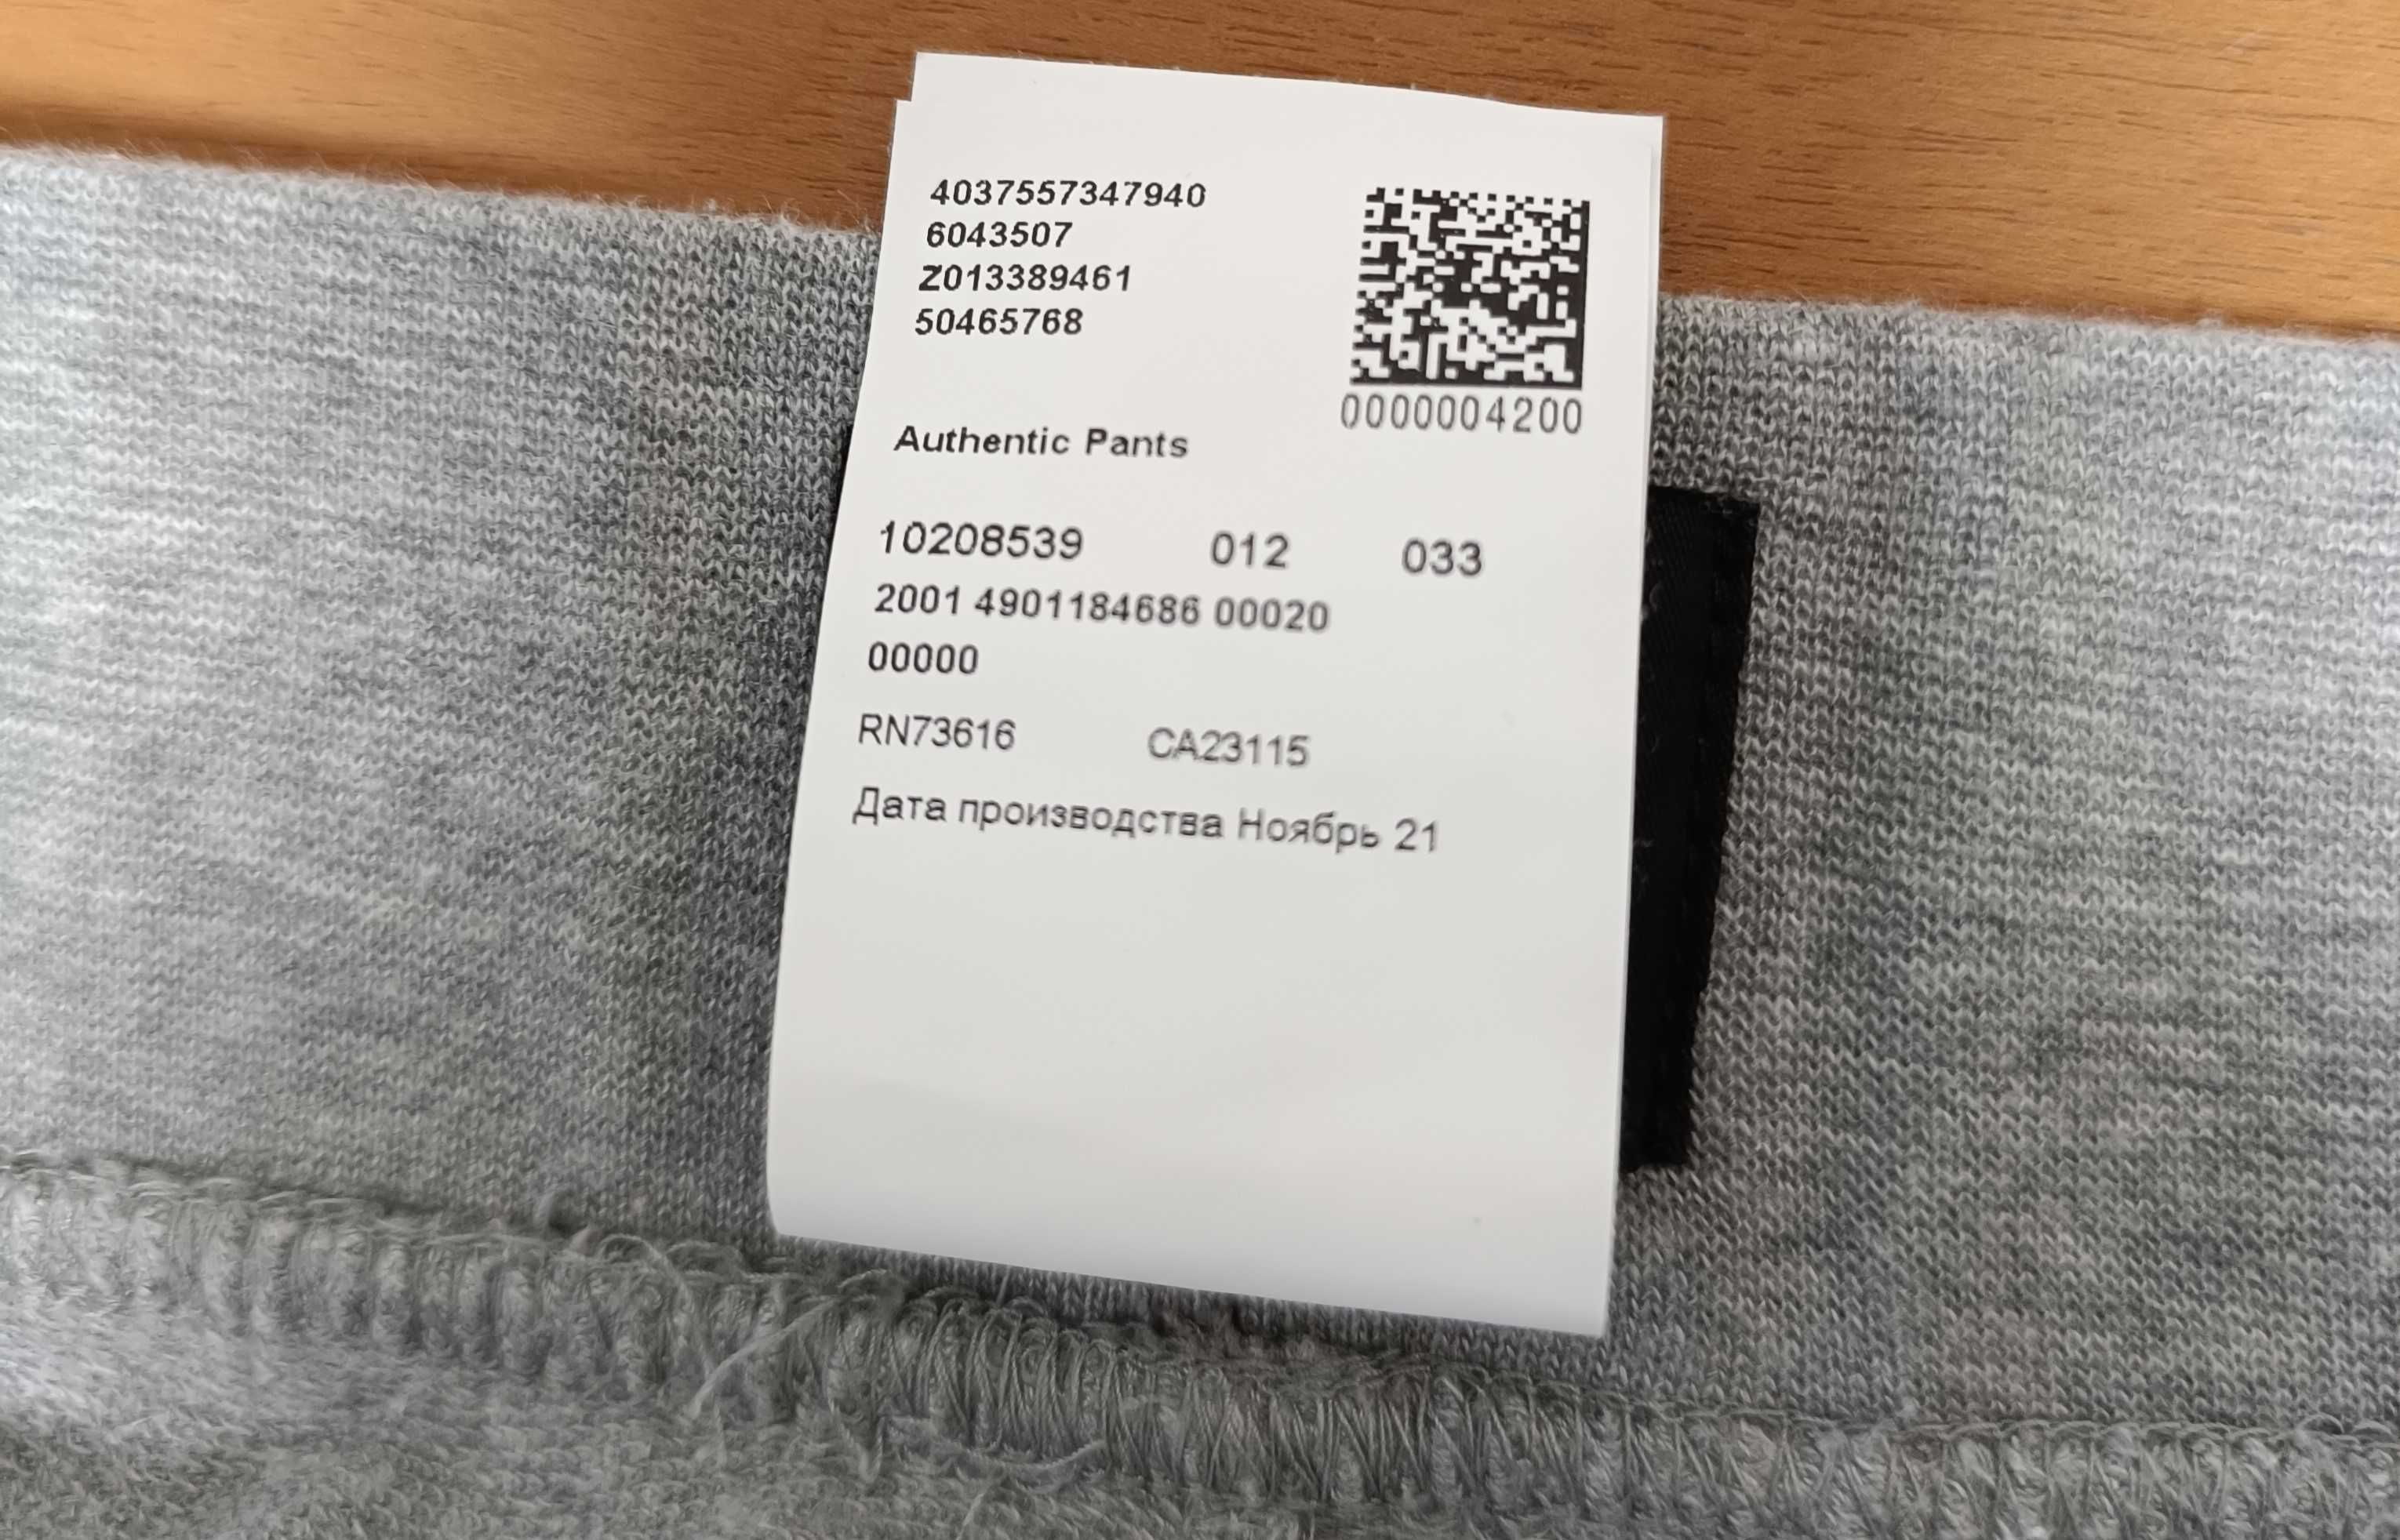 4037557347940
6043507
Z013389461
50465768
0000004200
Authentic Pants
10208539 012 033
2001 4901184686 00020
00000
RN73616 CA23115
Дата производства Ноябрь 21